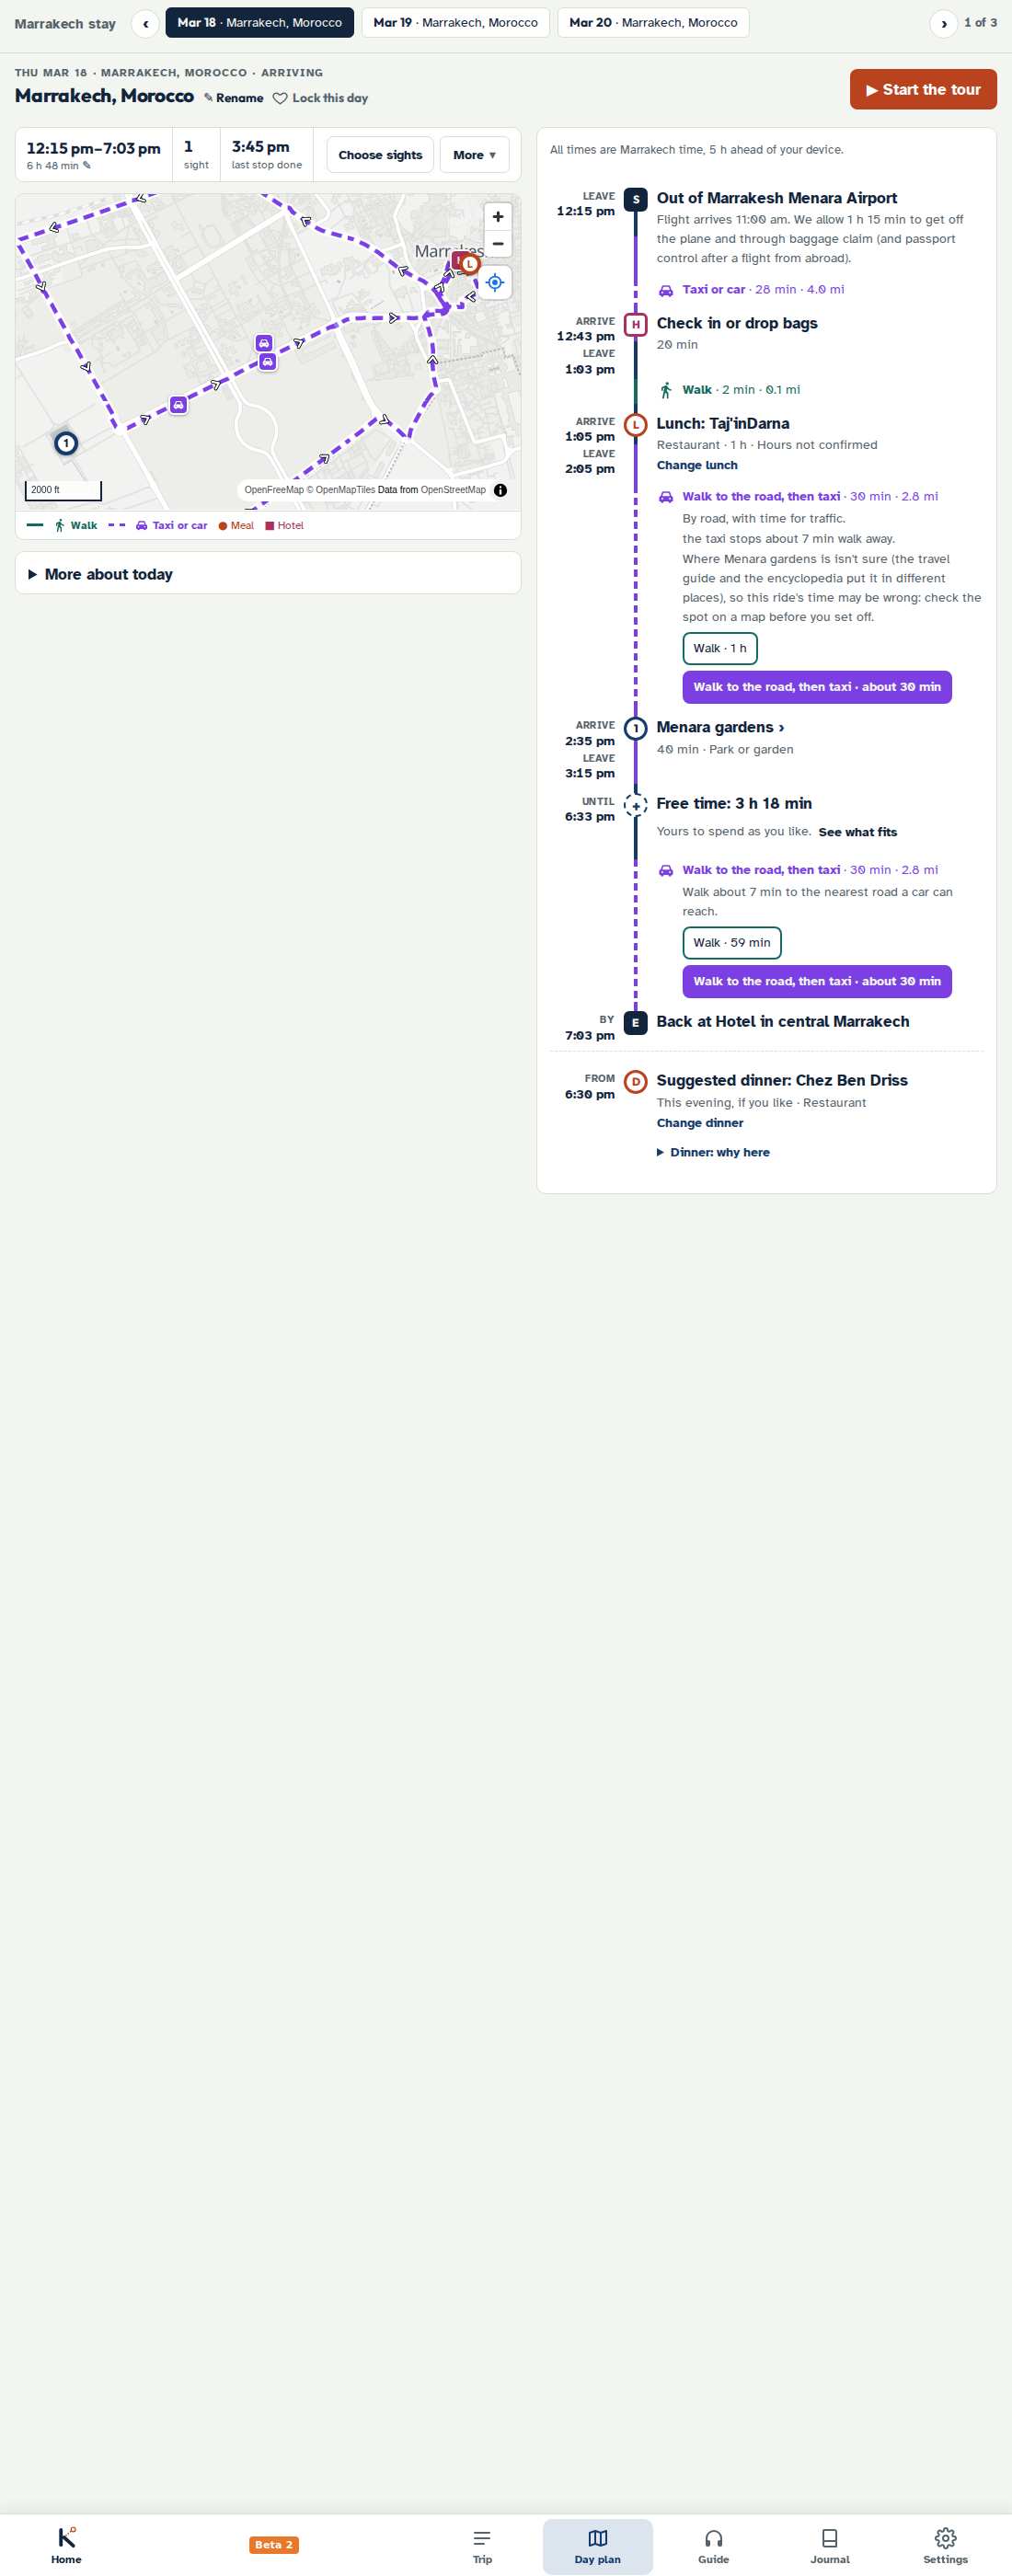 Marrakech stay
‹
Mar 18 · Marrakech, Morocco
Mar 19 · Marrakech, Morocco
Mar 20 · Marrakech, Morocco
›
1 of 3
THU MAR 18 · MARRAKECH, MOROCCO · ARRIVING
Marrakech, Morocco
✎ Rename
Lock this day
▶ Start the tour
12:15 pm–7:03 pm
6 h 48 min ✎
1
sight
3:45 pm
last stop done
Choose sights
More ▾
+
−
L
1
2000 ft
OpenFreeMap © OpenMapTiles Data from OpenStreetMap
Walk
Taxi or car
Meal
Hotel
▶ More about today
All times are Marrakech time, 5 h ahead of your device.
LEAVE
12:15 pm
S
Out of Marrakesh Menara Airport
Flight arrives 11:00 am. We allow 1 h 15 min to get off
the plane and through baggage claim (and passport
control after a flight from abroad).
Taxi or car · 28 min · 4.0 mi
ARRIVE
12:43 pm
LEAVE
1:03 pm
H
Check in or drop bags
20 min
Walk · 2 min · 0.1 mi
ARRIVE
1:05 pm
LEAVE
2:05 pm
L
Lunch: Taj'inDarna
Restaurant · 1 h · Hours not confirmed
Change lunch
Walk to the road, then taxi · 30 min · 2.8 mi
By road, with time for traffic.
the taxi stops about 7 min walk away.
Where Menara gardens is isn't sure (the travel
guide and the encyclopedia put it in different
places), so this ride's time may be wrong: check the
spot on a map before you set off.
Walk · 1 h
Walk to the road, then taxi · about 30 min
ARRIVE
2:35 pm
LEAVE
3:15 pm
1
Menara gardens ›
40 min · Park or garden
UNTIL
6:33 pm
+
Free time: 3 h 18 min
Yours to spend as you like. See what fits
Walk to the road, then taxi · 30 min · 2.8 mi
Walk about 7 min to the nearest road a car can
reach.
Walk · 59 min
Walk to the road, then taxi · about 30 min
BY
7:03 pm
E
Back at Hotel in central Marrakech
FROM
6:30 pm
D
Suggested dinner: Chez Ben Driss
This evening, if you like · Restaurant
Change dinner
▶ Dinner: why here
Home
Beta 2
Trip
Day plan
Guide
Journal
Settings